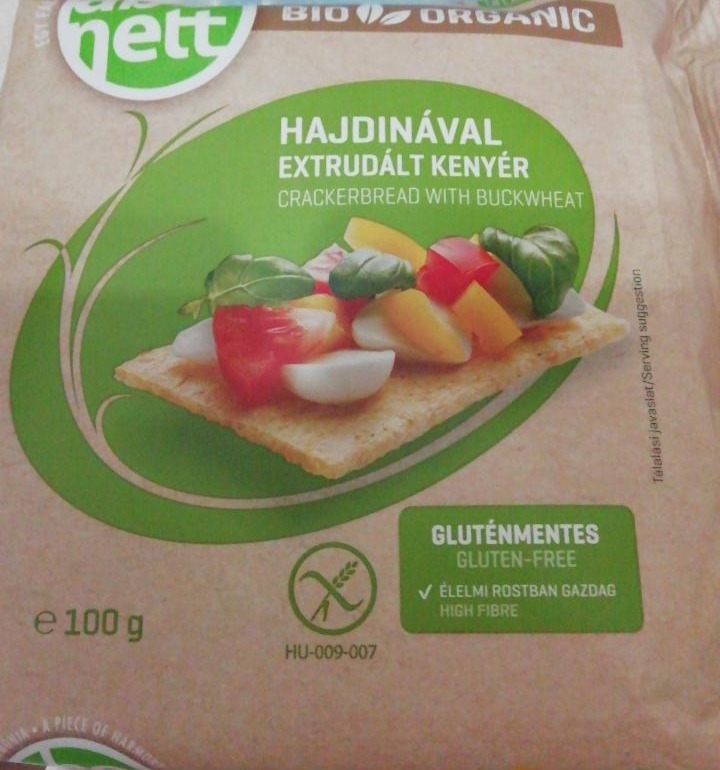 nett
BIO ORGANIC
HAJDINÁVAL
EXTRUDÁLT KENYÉR
CRACKERBREAD WITH BUCKWHEAT
Tálalási javaslat/Serving suggestion
GLUTÉNMENTES
GLUTEN-FREE
✓ ÉLELMI ROSTBAN GAZDAG
HIGH FIBRE
e 100 g
HU-009-007
A PIECE OF